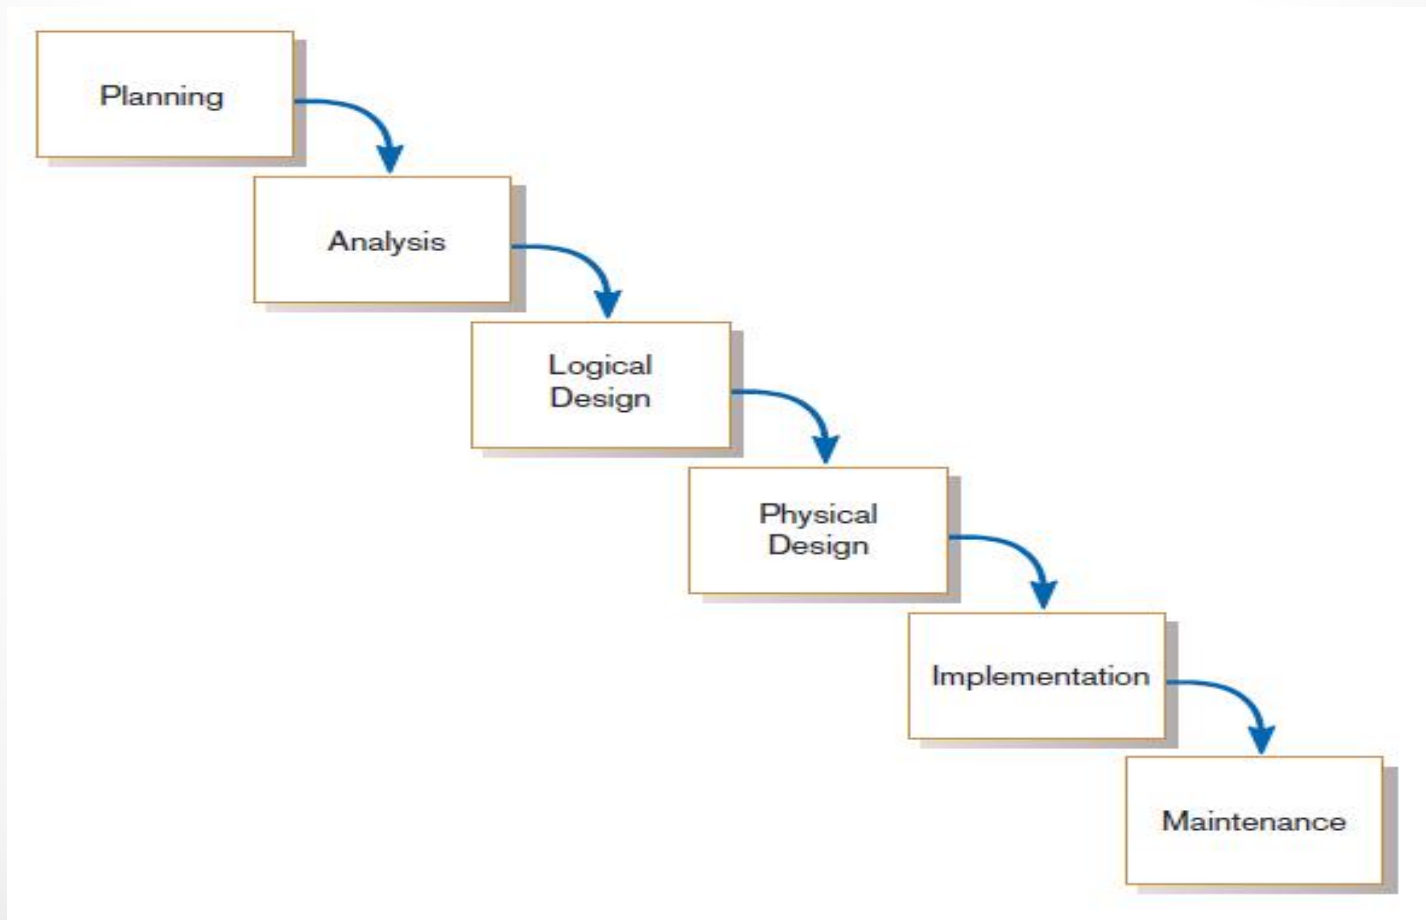 Planning
Analysis
Logical
Design
Physical
Design
Implementation
Maintenance